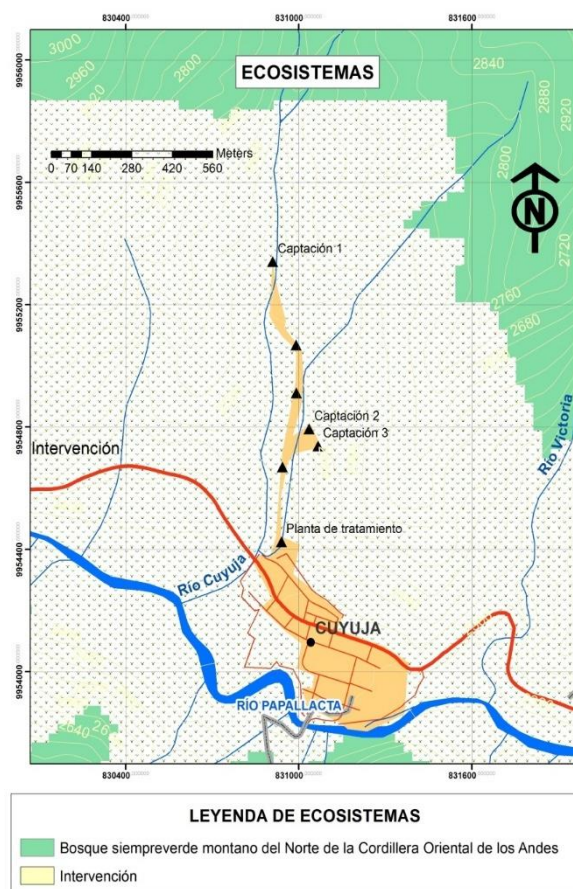 830400
831000
831600
ECOSISTEMAS
9956000
3000
2960
2800
2840
2880
2920
2800
Meters
0 70 140 280 420 560
9955600
N
2720
2760
2680
Captación 1
9955200
Captación 2
9954800
Captación 3
Intervención
Río Victoria
Planta de tratamiento
9954400
Río Cuyuja
CUYUJA
9954000
RÍO PAPALLACTA
2640
830400
831000
831600
LEYENDA DE ECOSISTEMAS
Bosque siempreverde montano del Norte de la Cordillera Oriental de los Andes
Intervención